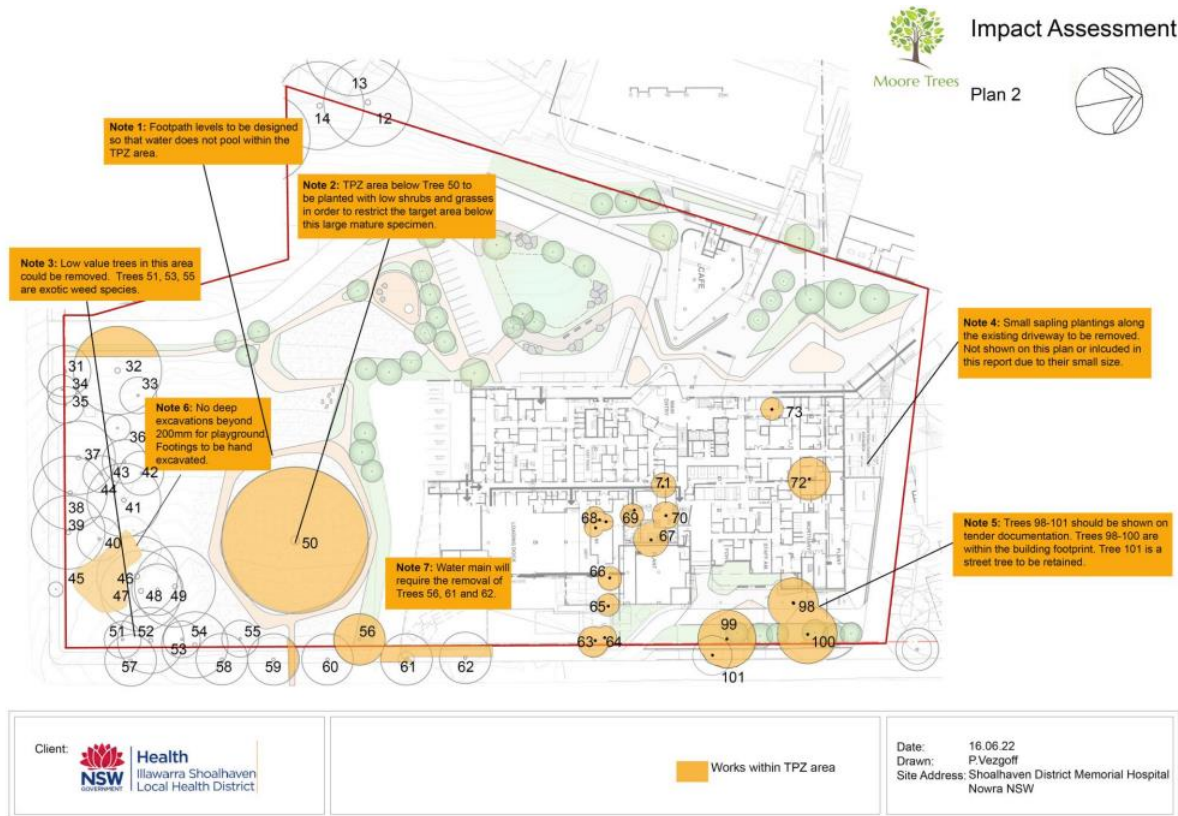 Impact Assessment
Moore Trees
Plan 2
13
14
12
Note 1: Footpath levels to be designed
so that water does not pool within the
TPZ area.
Note 2: TPZ area below Tree 50 to
be planted with low shrubs and grasses
in order to restrict the target area below
this large mature specimen.
Note 3: Low value trees in this area
could be removed. Trees 51, 53, 55
are exotic weed species.
CAFE
Note 4: Small sapling plantings along
the existing driveway to be removed.
Not shown on this plan or inlcuded in
this report due to their small size.
31
32
33
34
35
73
Note 6: No deep
excavations beyond
200mm for playground.
Footings to be hand
excavated.
36
37
43
42
44
38
41
39
40
50
71
72
68
69
70
67
Note 5: Trees 98-101 should be shown on
tender documentation. Trees 98-100 are
within the building footprint. Tree 101 is a
street tree to be retained.
Note 7: Water main will
require the removal of
Trees 56, 61 and 62.
45
46
47
48
49
66
65
98
51
52
53
54
55
56
63
64
99
100
57
58
59
60
61
62
101
Client:
NSW
GOVERNMENT
Health
Illawarra Shoalhaven
Local Health District
Works within TPZ area
Date: 16.06.22
Drawn: P.Vezgoff
Site Address: Shoalhaven District Memorial Hospital
Nowra NSW